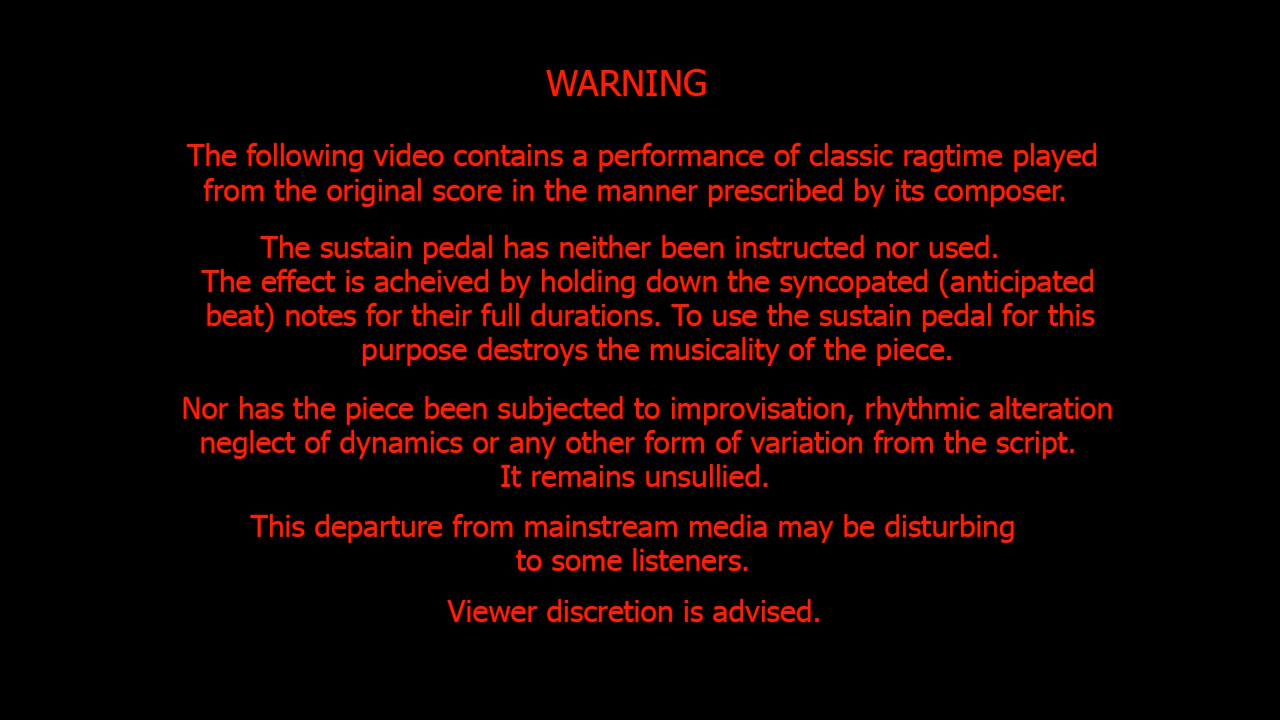 WARNING
The following video contains a performance of classic ragtime played
from the original score in the manner prescribed by its composer.
The sustain pedal has neither been instructed nor used.
The effect is acheived by holding down the syncopated (anticipated
beat) notes for their full durations. To use the sustain pedal for this
purpose destroys the musicality of the piece.
Nor has the piece been subjected to improvisation, rhythmic alteration
neglect of dynamics or any other form of variation from the script.
It remains unsullied.
This departure from mainstream media may be disturbing
to some listeners.
Viewer discretion is advised.